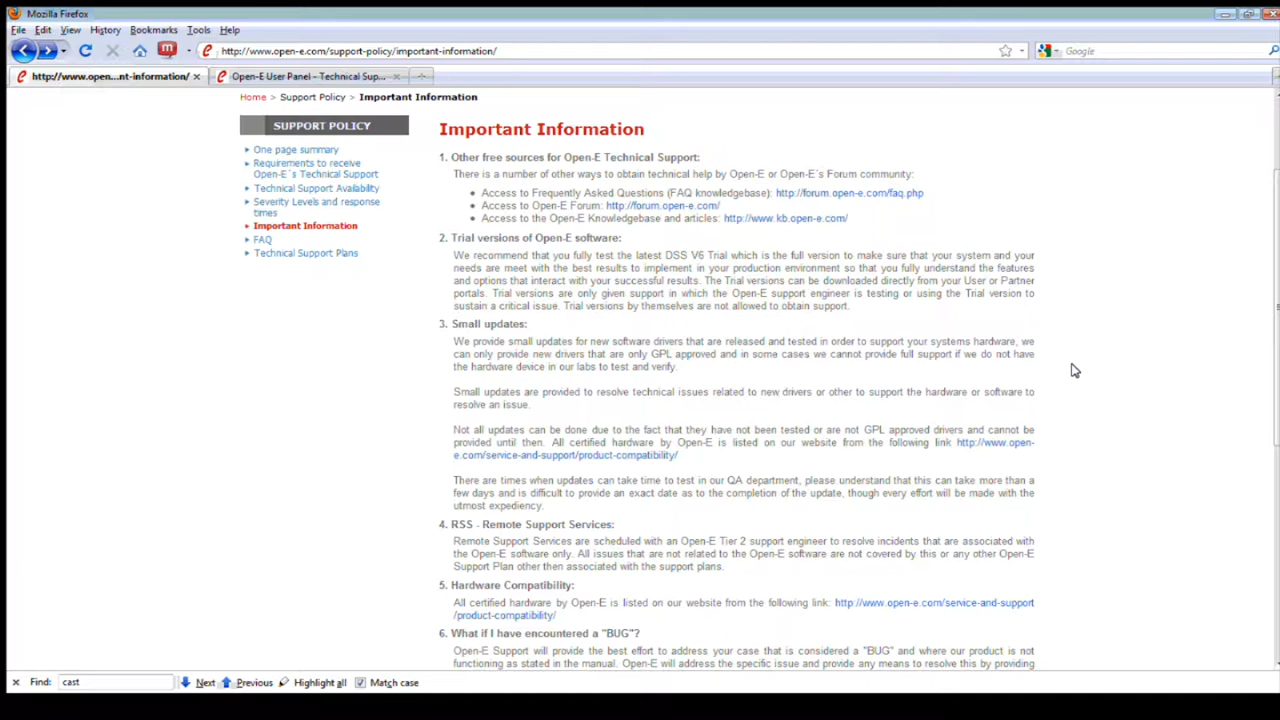 Mozilla Firefox
File Edit View History Bookmarks Tools Help
http://www.open-e.com/support-policy/important-information/
Google
http://www.open...nt-information/
Open-E User Panel - Technical Sup...
Home > Support Policy > Important Information
SUPPORT POLICY
One page summary
Requirements to receive
Open-E´s Technical Support
Technical Support Availability
Severity Levels and response
times
Important Information
FAQ
Technical Support Plans
Important Information
1. Other free sources for Open-E Technical Support:
There is a number of other ways to obtain technical help by Open-E or Open-E´s Forum community:
Access to Frequently Asked Questions (FAQ knowledgebase): http://forum.open-e.com/faq.php
Access to Open-E Forum: http://forum.open-e.com/
Access to the Open-E Knowledgebase and articles: http://www.kb.open-e.com/
2. Trial versions of Open-E software:
We recommend that you fully test the latest DSS V6 Trial which is the full version to make sure that your system and your
needs are meet with the best results to implement in your production environment so that you fully understand the features
and options that interact with your successful results. The Trial versions can be downloaded directly from your User or Partner
portals. Trial versions are only given support in which the Open-E support engineer is testing or using the Trial version to
sustain a critical issue. Trial versions by themselves are not allowed to obtain support.
3. Small updates:
We provide small updates for new software drivers that are released and tested in order to support your systems hardware, we
can only provide new drivers that are only GPL approved and in some cases we cannot provide full support if we do not have
the hardware device in our labs to test and verify.
Small updates are provided to resolve technical issues related to new drivers or other to support the hardware or software to
resolve an issue.
Not all updates can be done due to the fact that they have not been tested or are not GPL approved drivers and cannot be
provided until then. All certified hardware by Open-E is listed on our website from the following link http://www.open-
e.com/service-and-support/product-compatibility/
There are times when updates can take time to test in our QA department, please understand that this can take more than a
few days and is difficult to provide an exact date as to the completion of the update, though every effort will be made with the
utmost expediency.
4. RSS - Remote Support Services:
Remote Support Services are scheduled with an Open-E Tier 2 support engineer to resolve incidents that are associated with
the Open-E software only. All issues that are not related to the Open-E software are not covered by this or any other Open-E
Support Plan other then associated with the support plans.
5. Hardware Compatibility:
All certified hardware by Open-E is listed on our website from the following link: http://www.open-e.com/service-and-support
/product-compatibility/
6. What if I have encountered a "BUG"?
Open-E Support will provide the best effort to address your case that is considered a "BUG" and where our product is not
functioning as stated in the manual. Open-E will address the specific issue and provide any means to resolve this by providing
Find: cast Next Previous Highlight all Match case